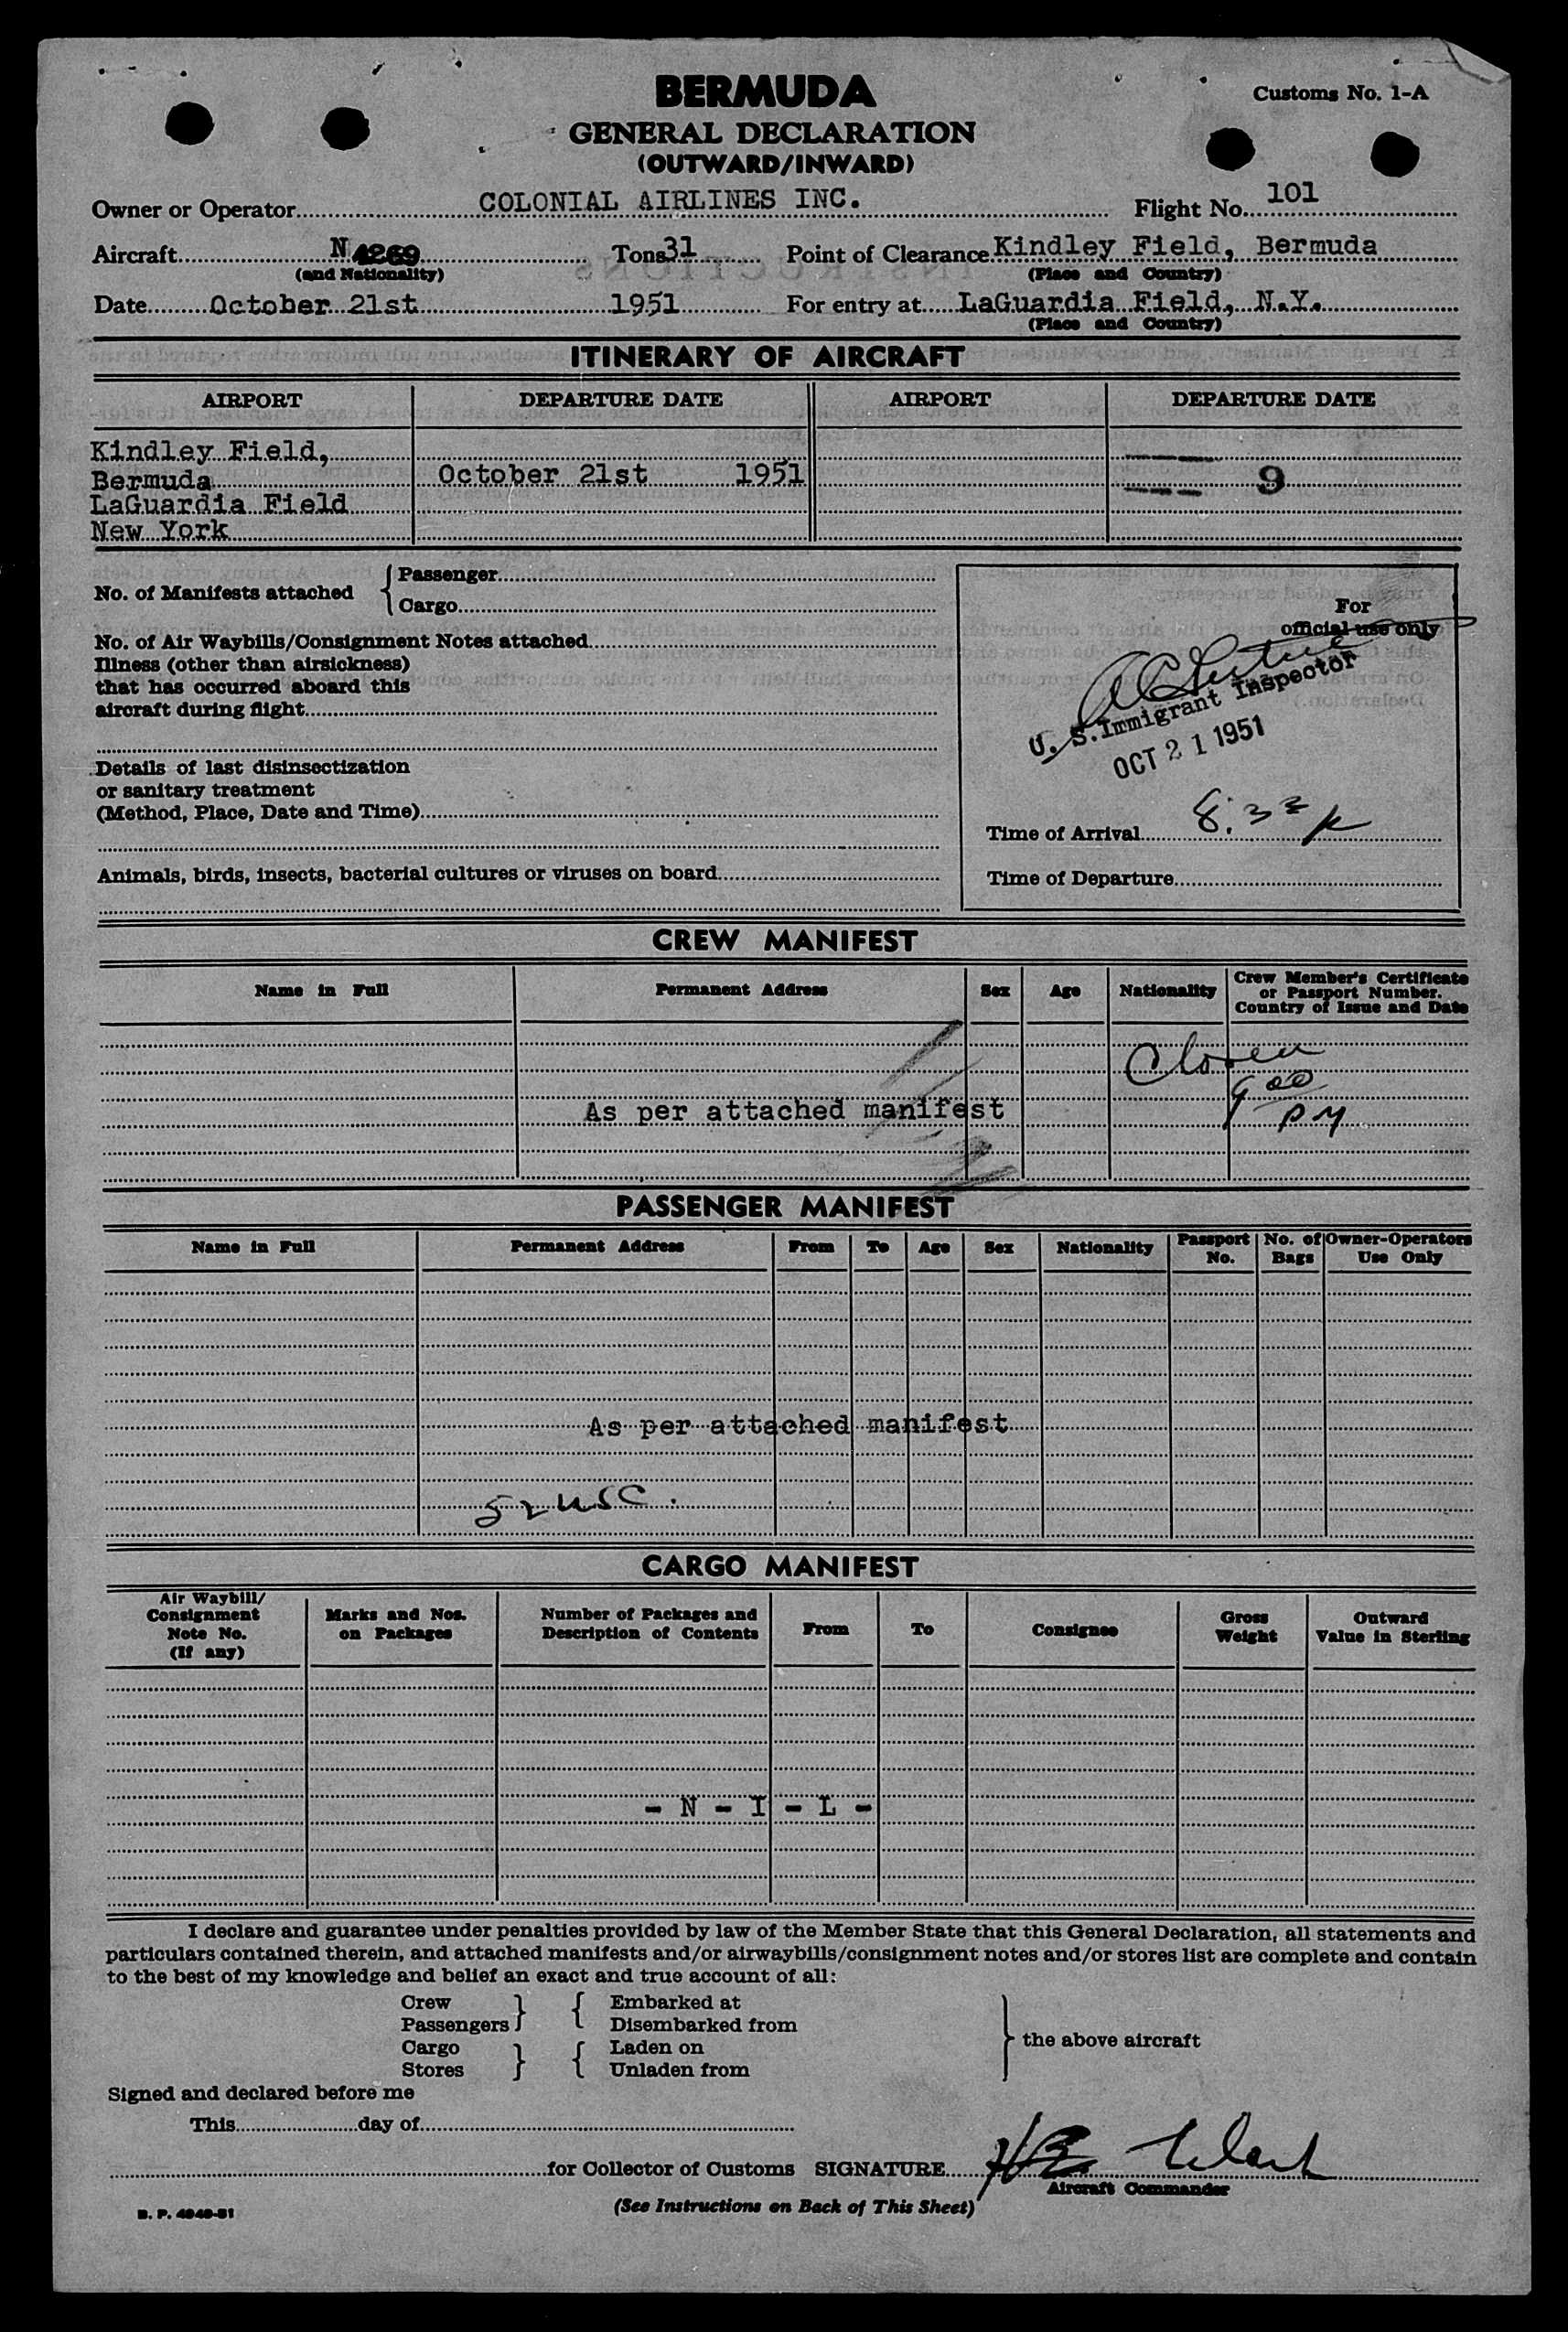 BERMUDA
Customs No. 1-A
GENERAL DECLARATION
(OUTWARD/INWARD)
Owner or Operator COLONIAL AIRLINES INC. Flight No. 101
Aircraft N4269 Tons 31 Point of Clearance Kindley Field, Bermuda
(and Nationality) (Place and Country)
Date October 21st 1951 For entry at LaGuardia Field, N.Y.
(Place and Country)
ITINERARY OF AIRCRAFT
AIRPORT DEPARTURE DATE AIRPORT DEPARTURE DATE
Kindley Field,
Bermuda October 21st 1951 9
LaGuardia Field
New York
No. of Manifests attached { Passenger
Cargo
No. of Air Waybills/Consignment Notes attached
Illness (other than airsickness)
that has occurred aboard this
aircraft during flight
Details of last disinsectization
or sanitary treatment
(Method, Place, Date and Time)
Animals, birds, insects, bacterial cultures or viruses on board
For
official use only
U. S. Immigrant Inspector
OCT 21 1951
Time of Arrival 8:32 p
Time of Departure
CREW MANIFEST
Name in Full Permanent Address Sex Age Nationality Crew Member's Certificate
or Passport Number.
Country of Issue and Date
900
As per attached manifest PM
PASSENGER MANIFEST
Name in Full Permanent Address From To Age Sex Nationality Passport No. No. of Bags Owner-Operators Use Only
As per attached manifest
52 USC.
CARGO MANIFEST
Air Waybill/
Consignment
Note No.
(If any)
Marks and Nos.
on Packages
Number of Packages and
Description of Contents
From To Consignee
Gross
Weight
Outward
Value in Sterling
- N - I - L -
I declare and guarantee under penalties provided by law of the Member State that this General Declaration, all statements and
particulars contained therein, and attached manifests and/or airwaybills/consignment notes and/or stores list are complete and contain
to the best of my knowledge and belief an exact and true account of all:
Crew } { Embarked at
Passengers Disembarked from
} the above aircraft
Cargo } { Laden on
Stores Unladen from
Signed and declared before me
This day of
for Collector of Customs SIGNATURE
Aircraft Commander
(See Instructions on Back of This Sheet)
B. P. 4940-51